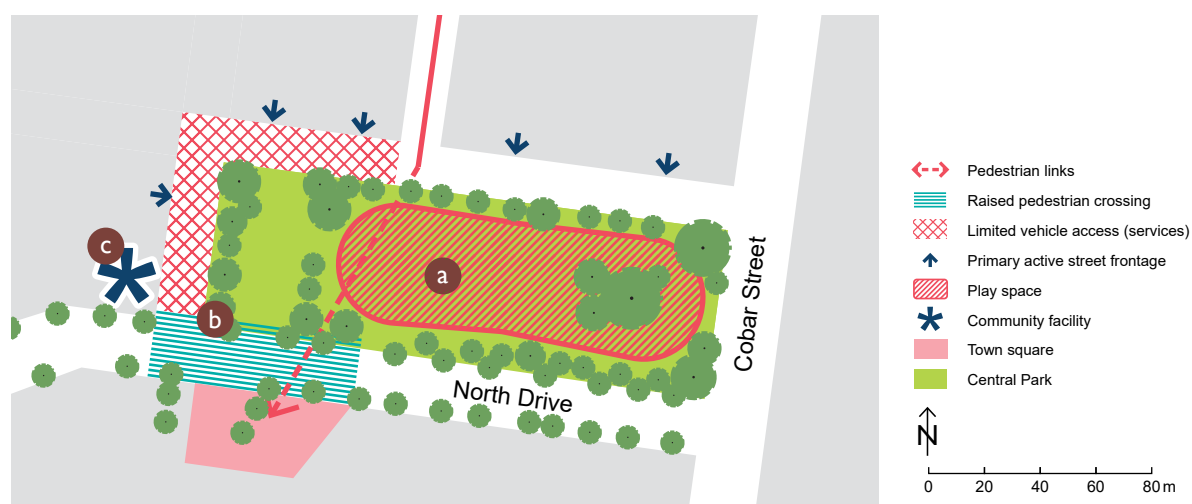 c
a
b
Cobar Street
North Drive
Pedestrian links
Raised pedestrian crossing
Limited vehicle access (services)
Primary active street frontage
Play space
Community facility
Town square
Central Park
N
0 20 40 60 80 m